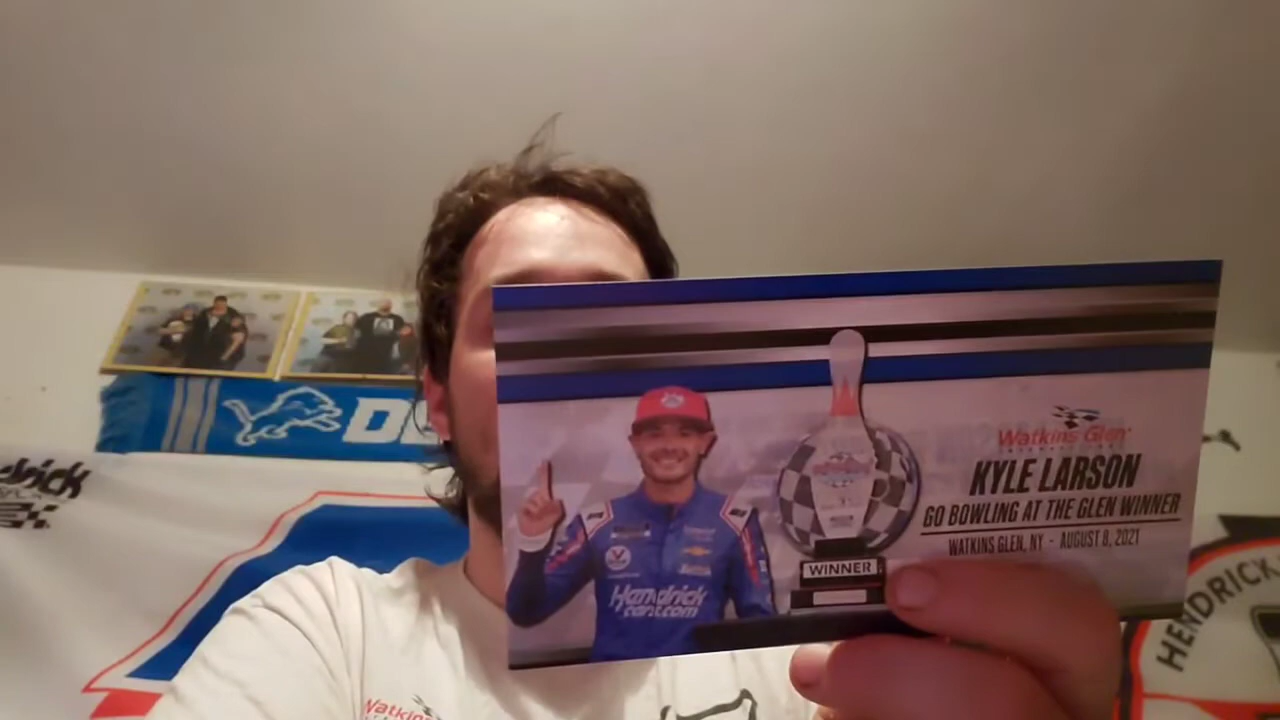 DE
Hendrick
Watkins Glen
KYLE LARSON
GO BOWLING AT THE GLEN WINNER
WATKINS GLEN, NY - AUGUST 8, 2021
WINNER
Hendrick
cars.com
HENDRICK
Watkins